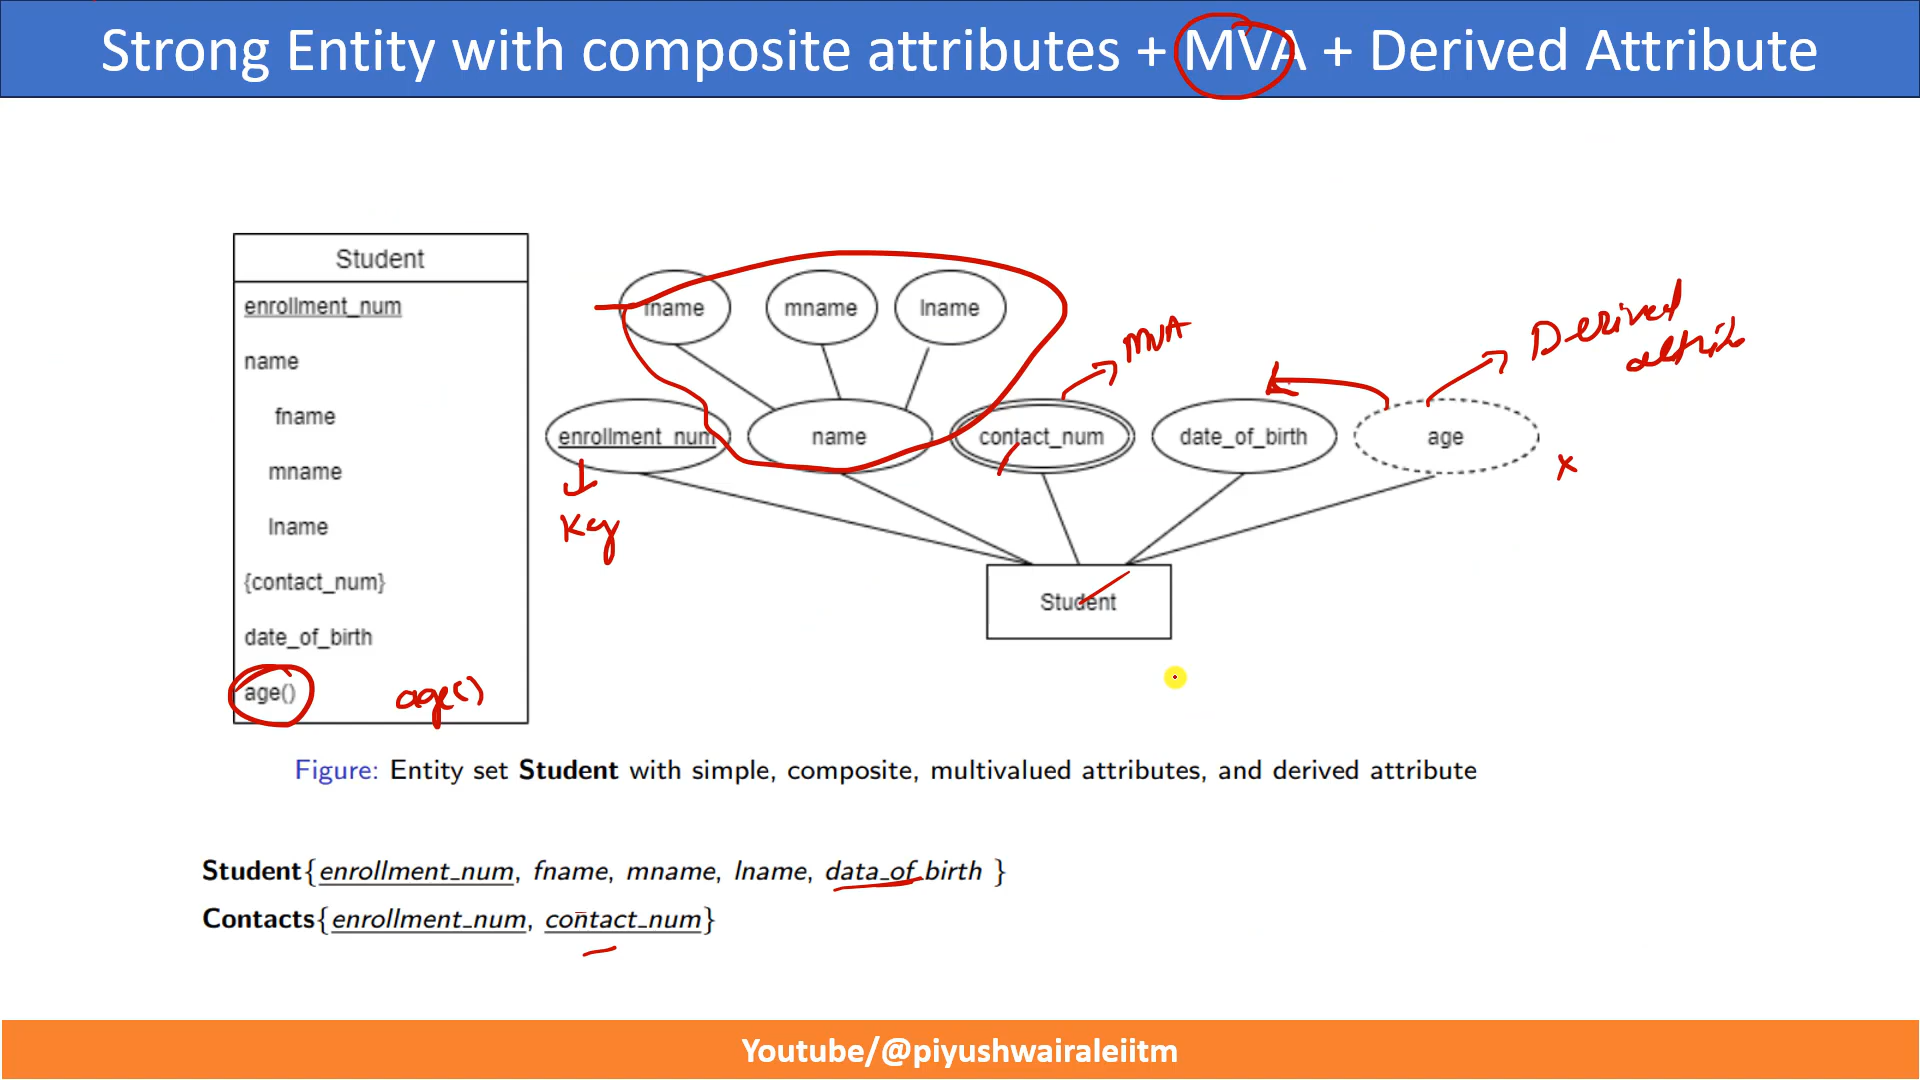 Strong Entity with composite attributes + MVA + Derived Attribute
Student
enrollment_num
name
fname
mname
lname
{contact_num}
date_of_birth
age()
age()
fname
mname
lname
MVA
Derived
enrollment_num
name
contact_num
date_of_birth
age
x
Key
Student
Figure: Entity set Student with simple, composite, multivalued attributes, and derived attribute
Student{enrollment_num, fname, mname, lname, data_of_birth }
Contacts{enrollment_num, contact_num}
Youtube/@piyushwairaleiitm